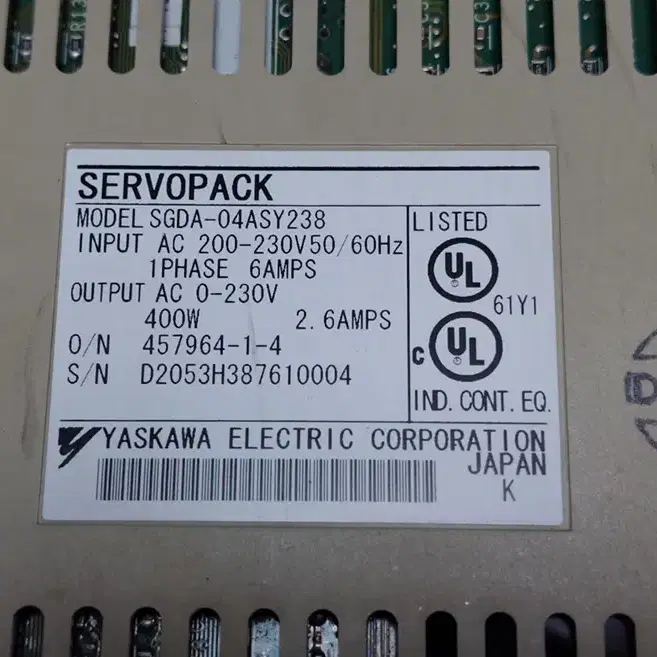 SERVOPACK
MODEL SGDA-04ASY238
INPUT AC 200-230V50/60Hz
1PHASE 6AMPS
OUTPUT AC 0-230V
400W 2.6AMPS
O/N 457964-1-4
S/N D2053H387610004
LISTED
UL
61Y1
C UL
IND. CONT. EQ.
YASKAWA ELECTRIC CORPORATION
JAPAN
K